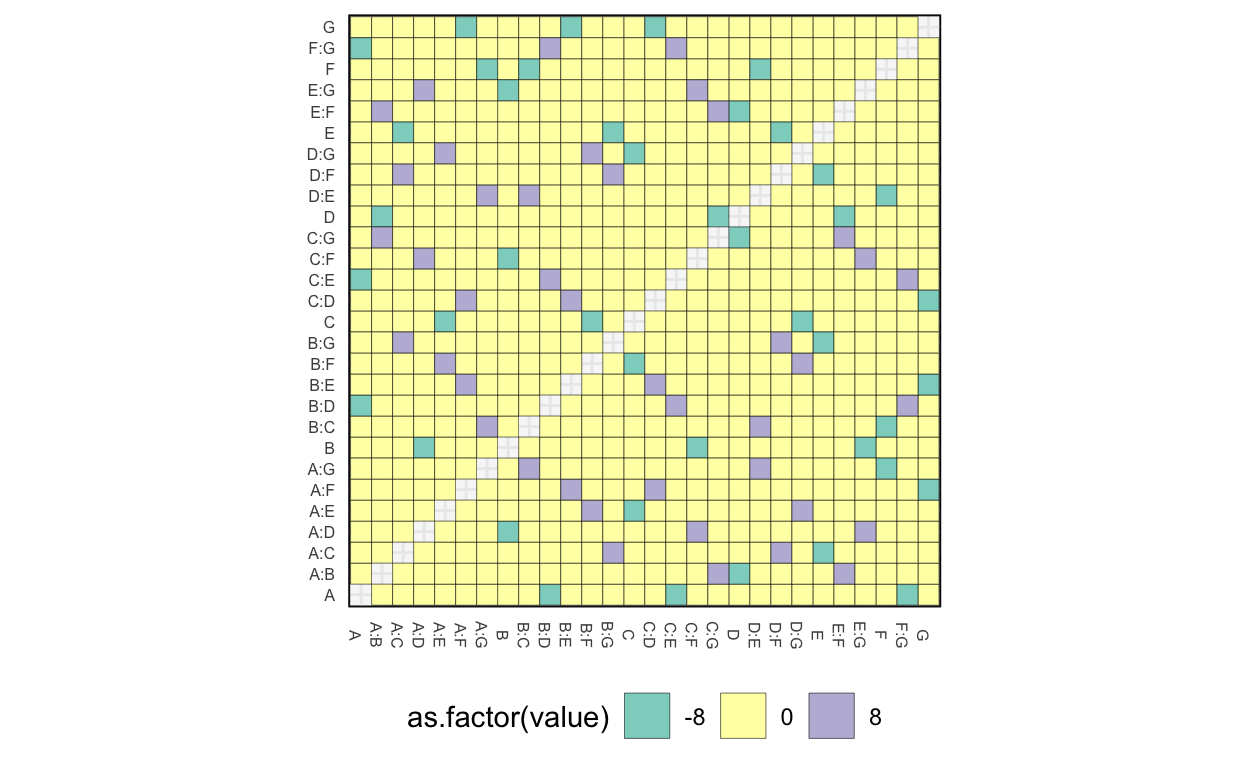 G
F:G
F
E:G
E:F
E
D:G
D:F
D:E
D
C:G
C:F
C:E
C:D
C
B:G
B:F
B:E
B:D
B:C
B
A:G
A:F
A:E
A:D
A:C
A:B
A
A A:B A:C A:D A:E A:F A:G B B:C B:D B:E B:F B:G C C:D C:E C:F C:G D D:E D:F D:G E E:F E:G F F:G G
as.factor(value) -8 0 8